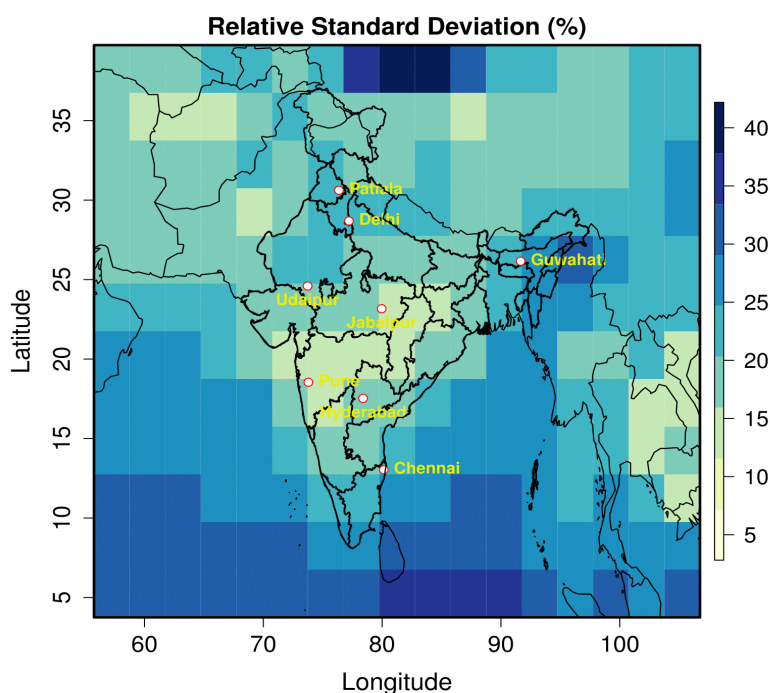 Relative Standard Deviation (%)
35
30
25
20
15
10
5
Latitude
Patiala
Delhi
Guwahati
Udaipur
Jabalpur
Pune
Hyderabad
Chennai
40
35
30
25
20
15
10
5
60
70
80
90
100
Longitude